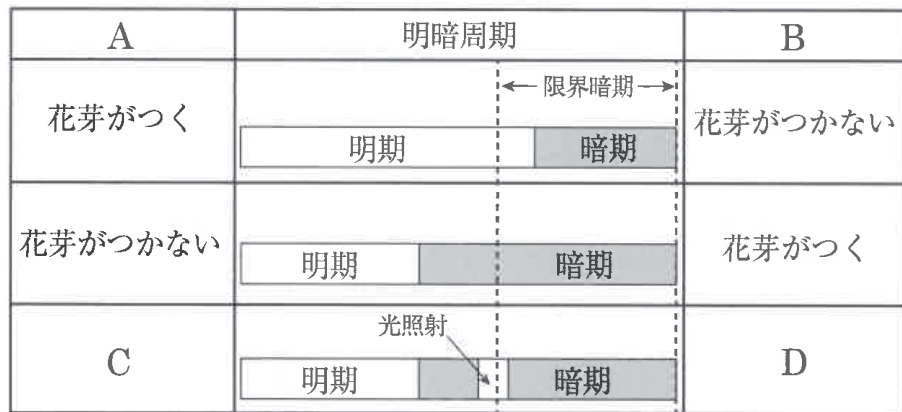 A 明暗周期 B
限界暗期
花芽がつく 花芽がつかない
明期 暗期
花芽がつかない 花芽がつく
明期 暗期
光照射
C D
明期 暗期